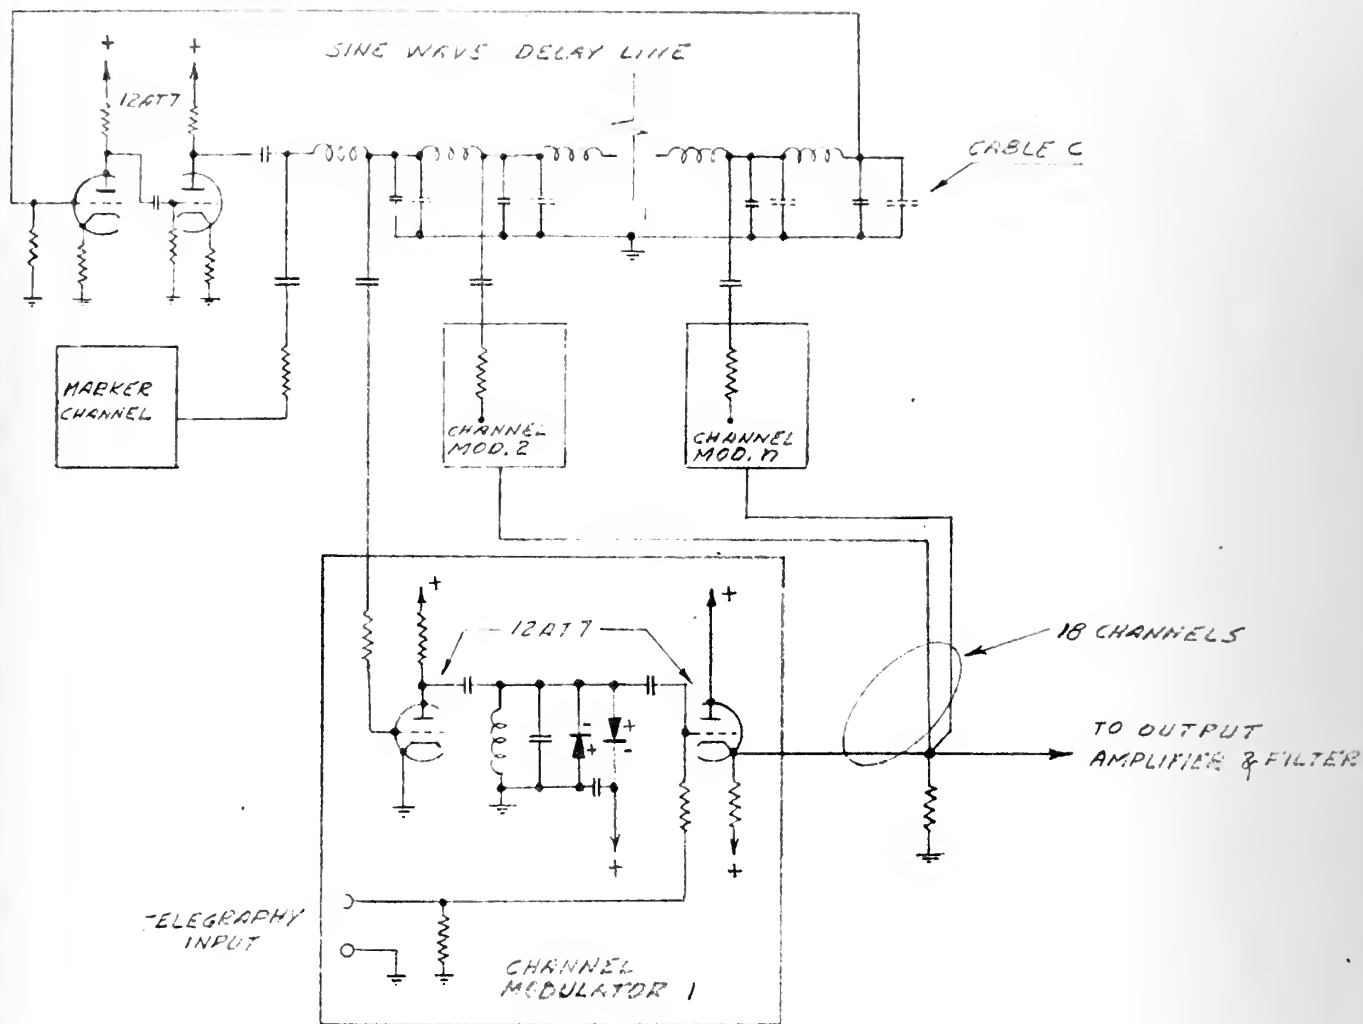 SINE WAVE DELAY LINE
+
+
12AT7
CABLE C
MARKER
CHANNEL
CHANNEL
MOD. 2
CHANNEL
MOD. n
+
+
12AT7
18 CHANNELS
+
-
+
-
TO OUTPUT
AMPLIFIER & FILTER
+
+
TELEGRAPHY
INPUT
CHANNEL
MODULATOR 1